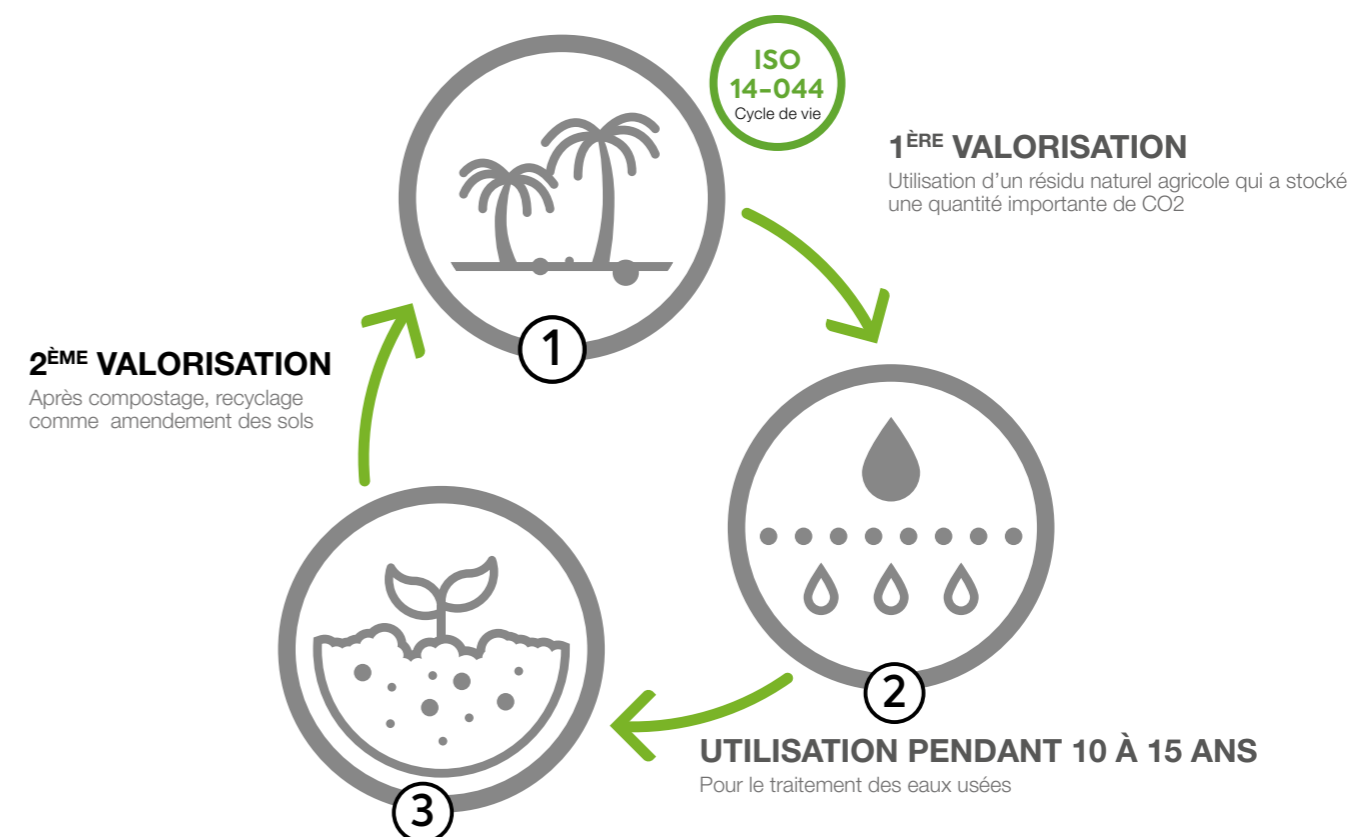 ISO
14-044
Cycle de vie
1ÈRE VALORISATION
Utilisation d’un résidu naturel agricole qui a stocké
une quantité importante de CO2
1
2ÈME VALORISATION
Après compostage, recyclage
comme  amendement des sols
2
UTILISATION PENDANT 10 À 15 ANS
Pour le traitement des eaux usées
3